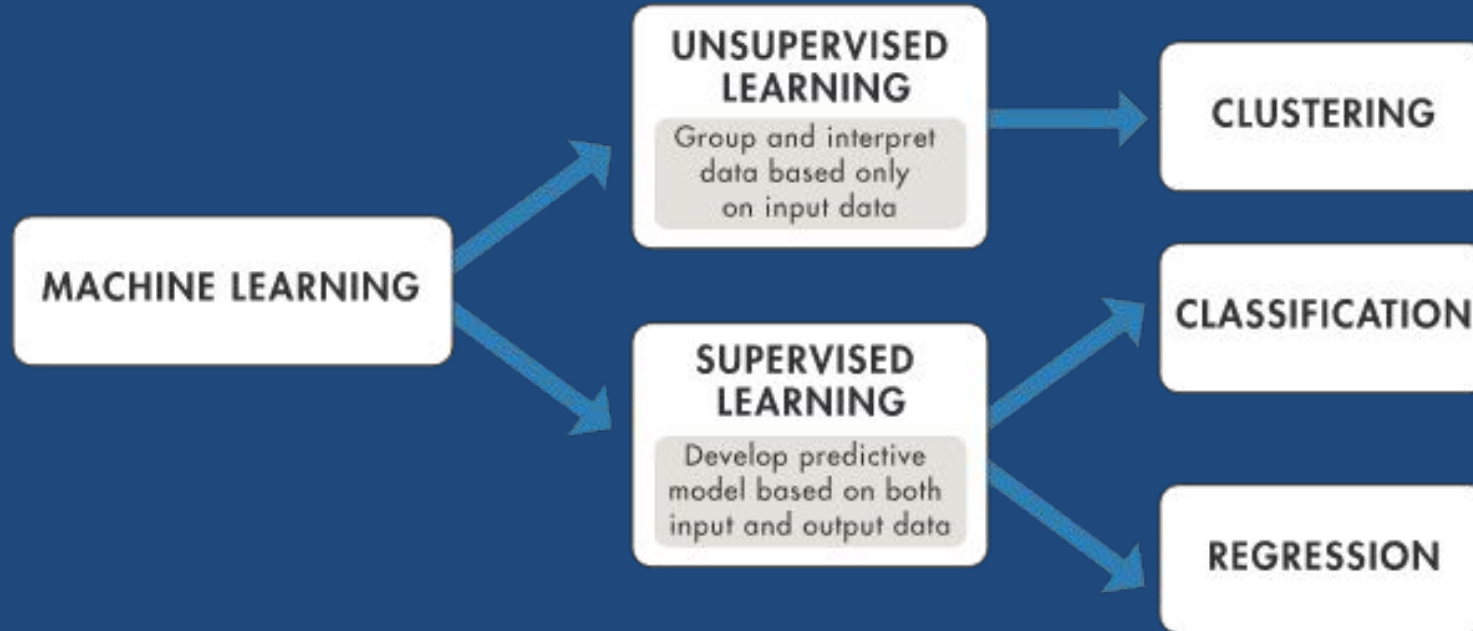 MACHINE LEARNING
UNSUPERVISED
LEARNING
Group and interpret
data based only
on input data
SUPERVISED
LEARNING
Develop predictive
model based on both
input and output data
CLUSTERING
CLASSIFICATION
REGRESSION